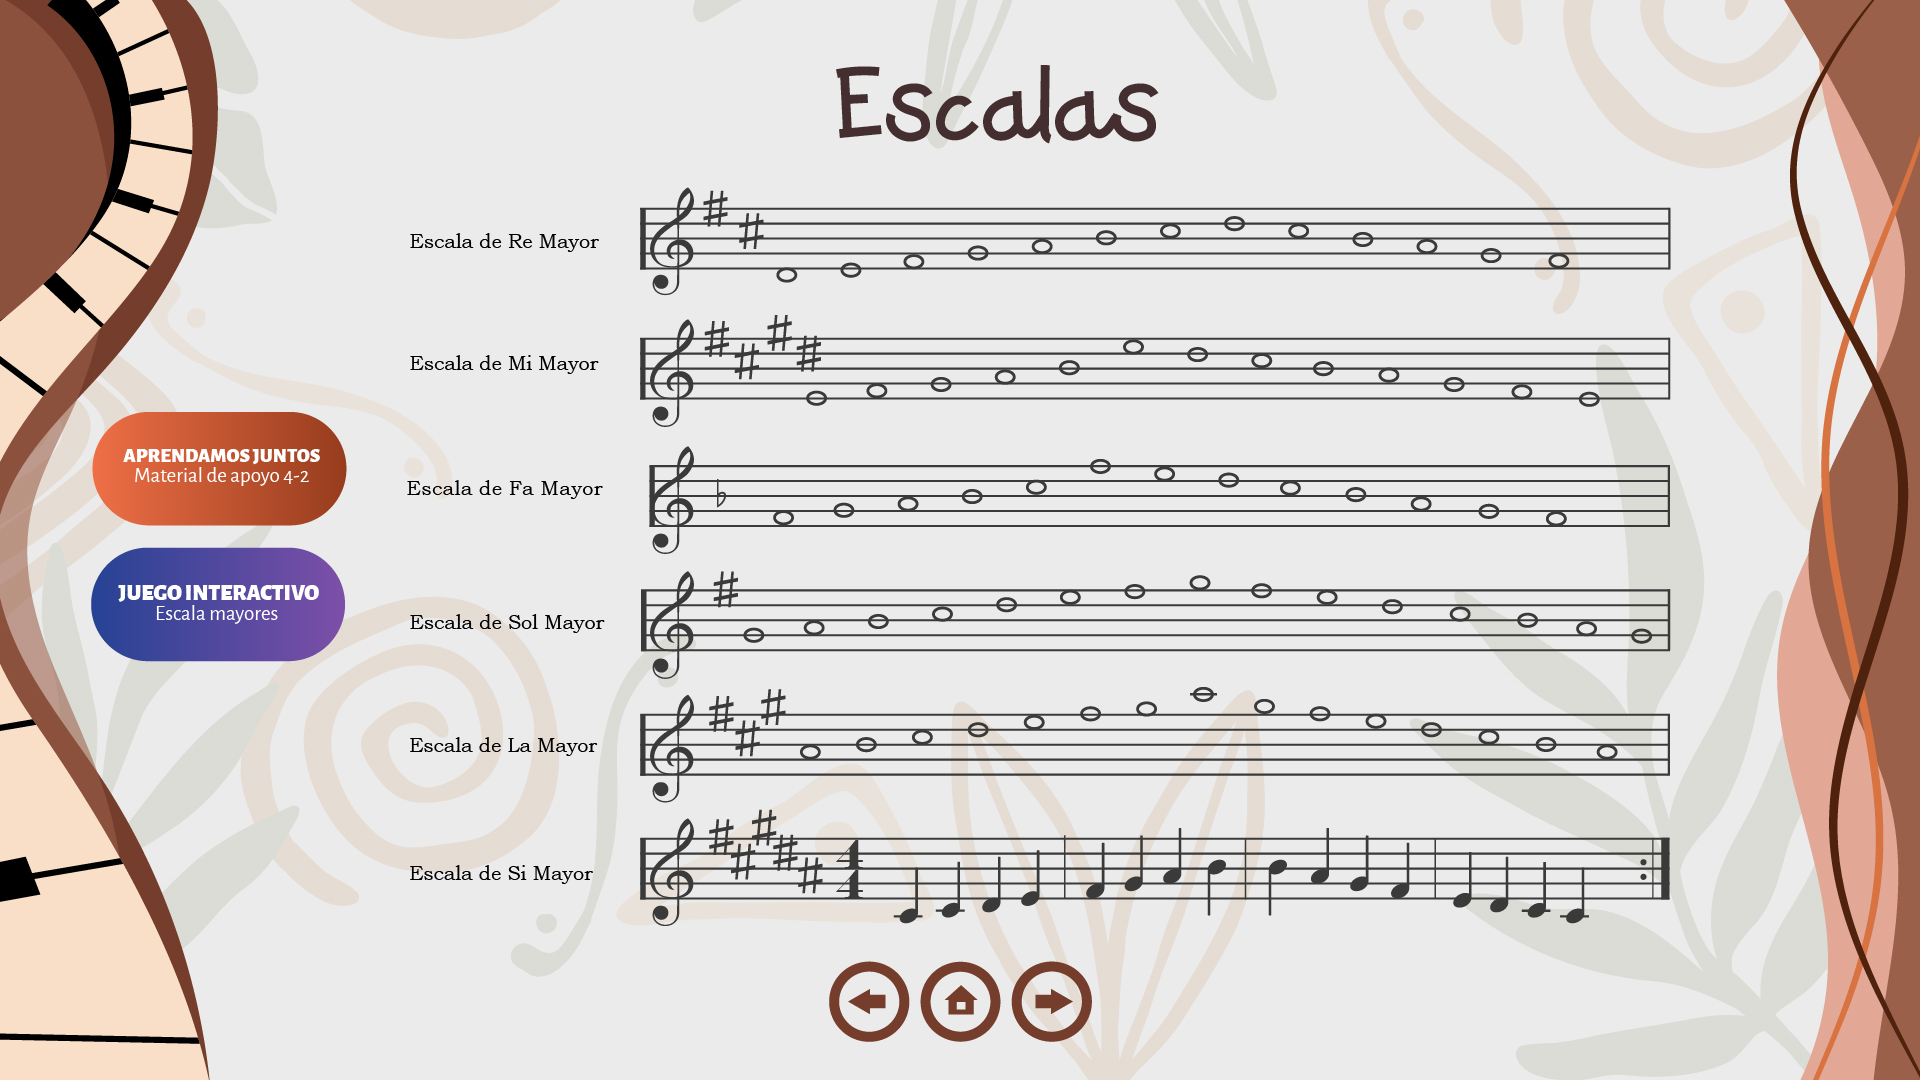 Escalas
Escala de Re Mayor
Escala de Mi Mayor
Escala de Fa Mayor
APRENDAMOS JUNTOS
Material de apoyo 4-2
JUEGO INTERACTIVO
Escala mayores
Escala de Sol Mayor
Escala de La Mayor
Escala de Si Mayor
4
4